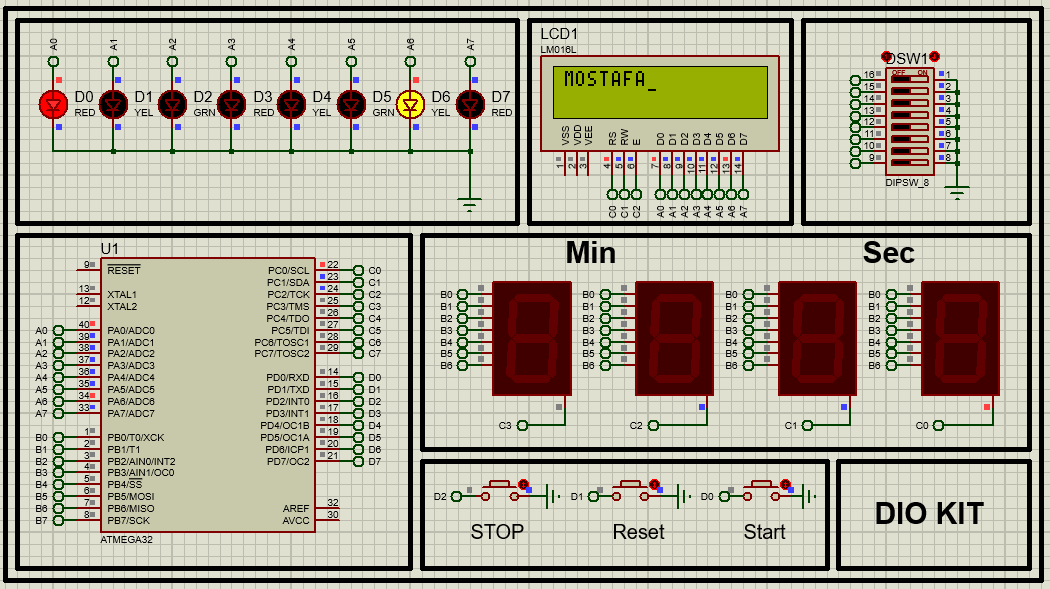 A0 A1 A2 A3 A4 A5 A6 A7
D0 D1 D2 D3 D4 D5 D6 D7
RED YEL GRN RED YEL GRN YEL RED
LCD1
LM016L
MOSTAFA_
VSS VDD VEE RS RW E D0 D1 D2 D3 D4 D5 D6 D7
1 2 3 4 5 6 7 8 9 10 11 12 13 14
C0 C1 C2 A0 A1 A2 A3 A4 A5 A6 A7
DSW1
OFF ON
16 1
15 2
14 3
13 4
12 5
11 6
10 7
9 8
DIPSW_8
U1
9 RESET PC0/SCL 22 C0
PC1/SDA 23 C1
13 XTAL1 PC2/TCK 24 C2
12 XTAL2 PC3/TMS 25 C3
PC4/TDO 26 C4
A0 40 PA0/ADC0 PC5/TDI 27 C5
A1 39 PA1/ADC1 PC6/TOSC1 28 C6
A2 38 PA2/ADC2 PC7/TOSC2 29 C7
A3 37 PA3/ADC3
A4 36 PA4/ADC4 PD0/RXD 14 D0
A5 35 PA5/ADC5 PD1/TXD 15 D1
A6 34 PA6/ADC6 PD2/INT0 16 D2
A7 33 PA7/ADC7 PD3/INT1 17 D3
PD4/OC1B 18 D4
B0 1 PB0/T0/XCK PD5/OC1A 19 D5
B1 2 PB1/T1 PD6/ICP1 20 D6
B2 3 PB2/AIN0/INT2 PD7/OC2 21 D7
B3 4 PB3/AIN1/OC0
B4 5 PB4/SS
B5 6 PB5/MOSI
B6 7 PB6/MISO AREF 32
B7 8 PB7/SCK AVCC 30
ATMEGA32
Min Sec
B0 B0 B0 B0
B1 B1 B1 B1
B2 B2 B2 B2
B3 B3 B3 B3
B4 B4 B4 B4
B5 B5 B5 B5
B6 B6 B6 B6
C3 C2 C1 C0
D2 D1 D0
STOP Reset Start
DIO KIT